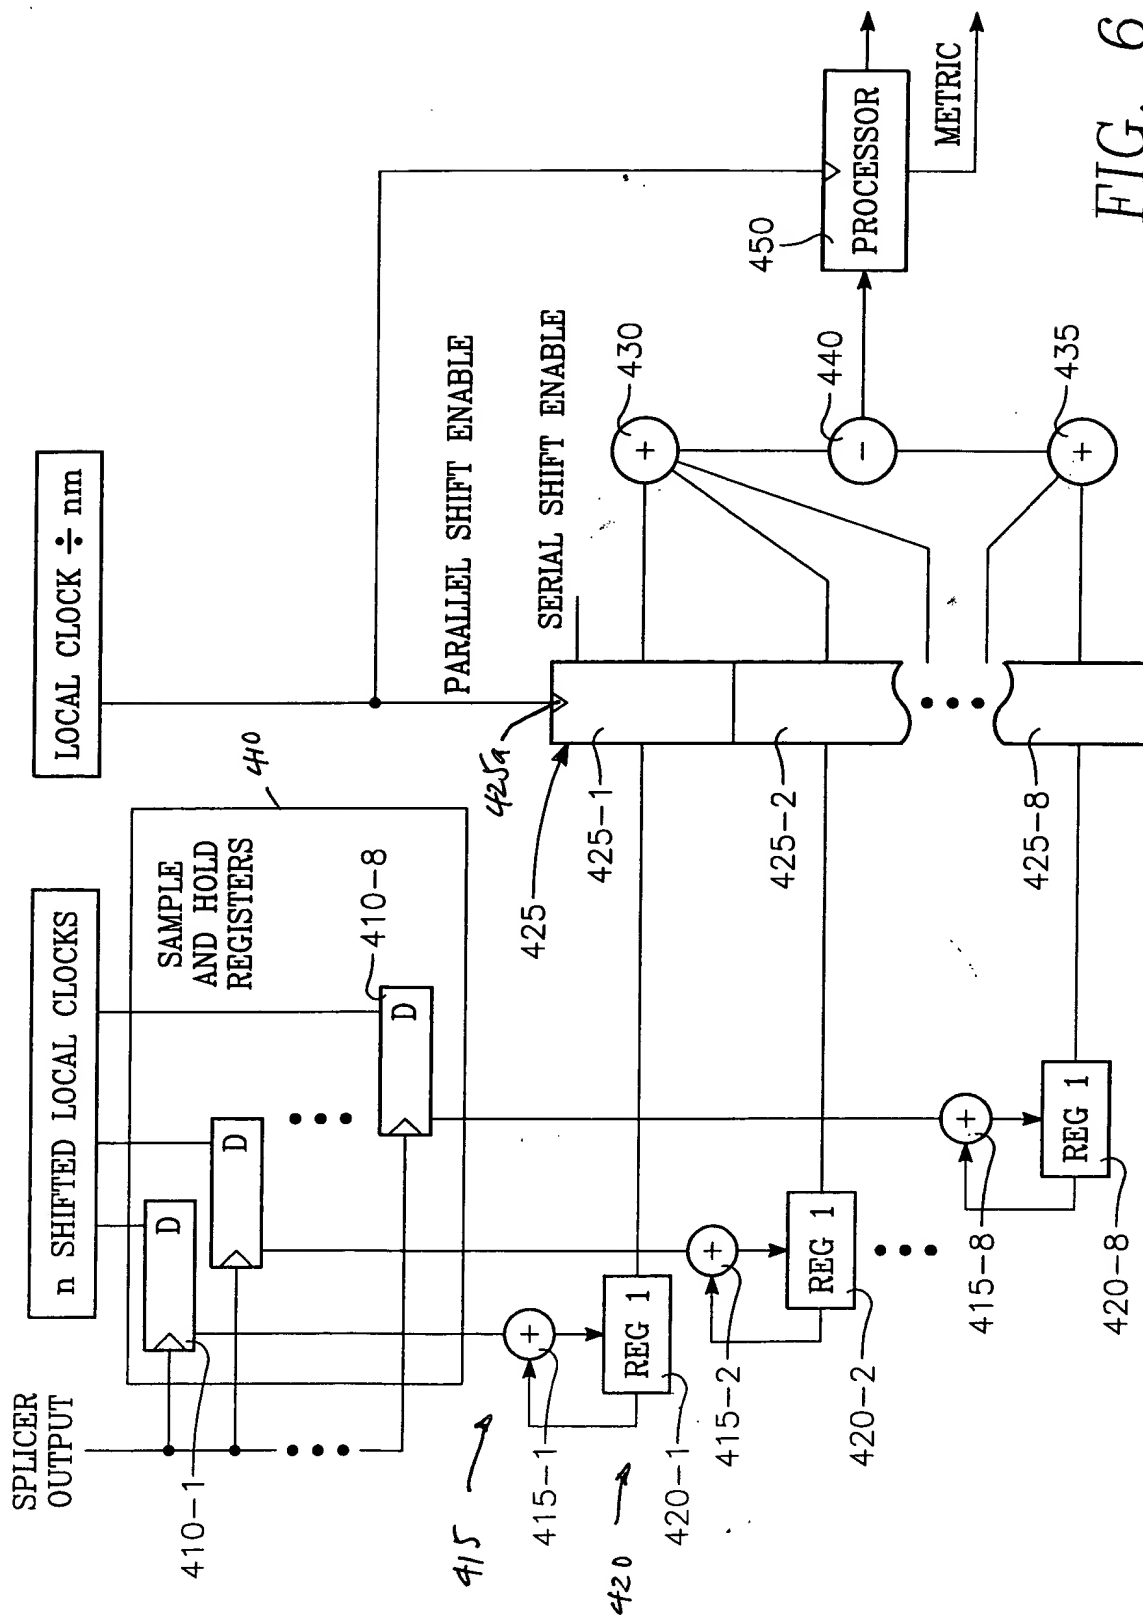 SPLICER
OUTPUT
n SHIFTED LOCAL CLOCKS
LOCAL CLOCK ÷ nm
410
SAMPLE
AND HOLD
REGISTERS
D
D
D
410-1
410-8
415
415-1
+
REG 1
420
420-1
415-2
+
REG 1
420-2
415-8
+
REG 1
420-8
PARALLEL SHIFT ENABLE
SERIAL SHIFT ENABLE
425a
425
425-1
425-2
425-8
+
430
-
440
+
435
450
PROCESSOR
METRIC
FIG. 6